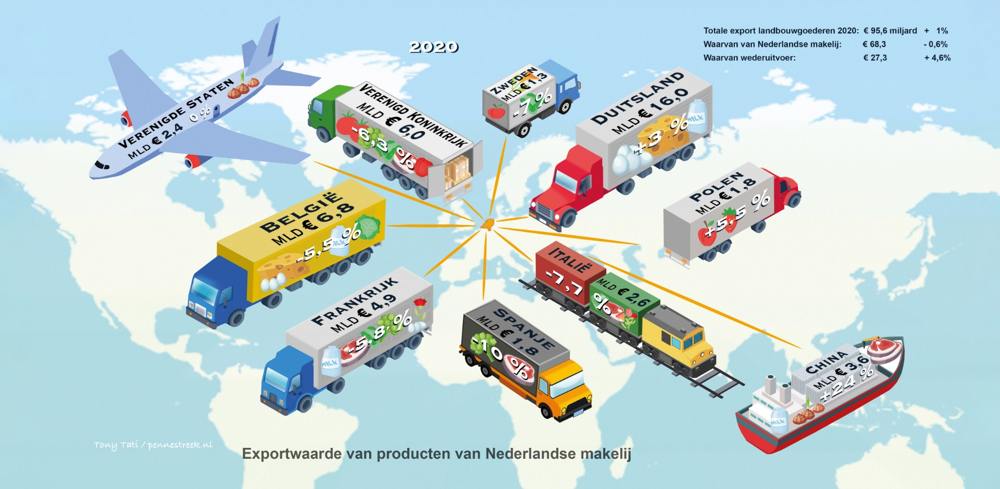 2020
Totale export landbouwgoederen 2020: € 95,6 miljard + 1%
Waarvan van Nederlandse makelij: € 68,3 - 0,6%
Waarvan wederuitvoer: € 27,3 + 4,6%
VERENIGDE STATEN
MLD € 2,4 0 %
VERENIGD KONINKRIJK
MLD € 6,0
-6,3 %
ZWEDEN
MLD € 1,3
-7 %
DUITSLAND
MLD € 16,0
+3 %
MILK
POLEN
MLD € 1,8
+5,5 %
BELGIË
MLD € 6,8
-5,5 %
MILK
FRANKRIJK
MLD € 4,9
-5,8 %
MILK
SPANJE
MLD € 1,8
-10 %
ITALIË
MLD € 2,6
-7,7 %
CHINA
MLD € 3,6
+24 %
MILK
Tony Tati / pennestreek.nl
Exportwaarde van producten van Nederlandse makelij